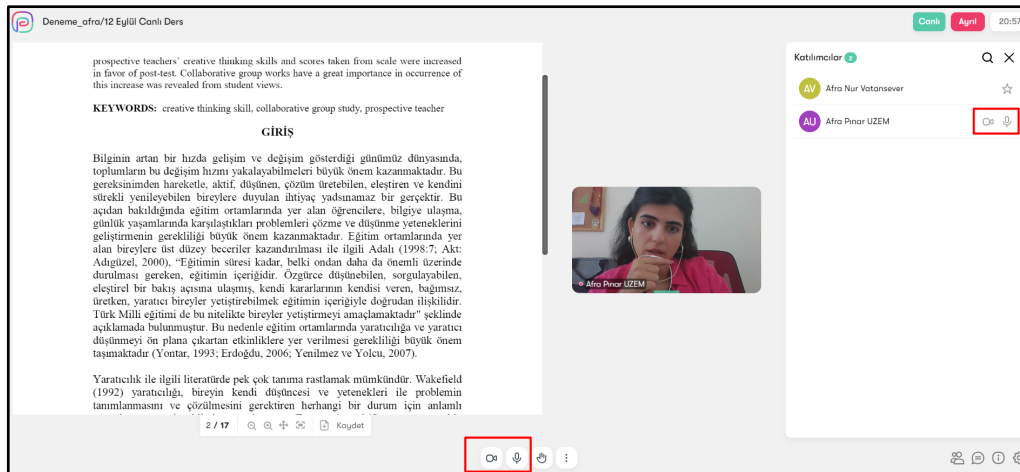 Deneme_afra/12 Eylül Canlı Ders
Canlı
Ayrıl
20:57
prospective teachers' creative thinking skills and scores taken from scale were increased
in favor of post-test. Collaborative group works have a great importance in occurrence of
this increase was revealed from student views.
KEYWORDS: creative thinking skill, collaborative group study, prospective teacher
GİRİŞ
Bilginin artan bir hızda gelişim ve değişim gösterdiği günümüz dünyasında,
toplumların bu değişim hızını yakalayabilmeleri büyük önem kazanmaktadır. Bu
gereksinimden hareketle, aktif, düşünen, çözüm üretebilen, eleştiren ve kendini
sürekli yenileyebilen bireylere duyulan ihtiyaç yadsınamaz bir gerçektir. Bu
açıdan bakıldığında eğitim ortamlarında yer alan öğrencilere, bilgiye ulaşma,
günlük yaşamlarında karşılaştıkları problemleri çözme ve düşünme yeteneklerini
geliştirmenin gerekliliği büyük önem kazanmaktadır. Eğitim ortamlarında yer
alan bireylere üst düzey beceriler kazandırılması ile ilgili Adalı (1998:7; Akt:
Adıgüzel, 2000), “Eğitimin süresi kadar, belki ondan daha da önemli üzerinde
durulması gereken, eğitimin içeriğidir. Özgürce düşünebilen, sorgulayabilen,
eleştirel bir bakış açısına ulaşmış, kendi kararlarının kendisi veren, bağımsız,
üretken, yaratıcı bireyler yetiştirebilmek eğitimin içeriğiyle doğrudan ilişkilidir.
Türk Milli eğitimi de bu nitelikte bireyler yetiştirmeyi amaçlamaktadır" şeklinde
açıklamada bulunmuştur. Bu nedenle eğitim ortamlarında yaratıcılığa ve yaratıcı
düşünmeyi ön plana çıkartan etkinliklere yer verilmesi gerekliliği büyük önem
taşımaktadır (Yontar, 1993; Erdoğdu, 2006; Yenilmez ve Yolcu, 2007).
Yaratıcılık ile ilgili literatürde pek çok tanıma rastlamak mümkündür. Wakefield
(1992) yaratıcılığı, bireyin kendi düşüncesi ve yetenekleri ile problemin
tanımlanmasını ve çözülmesini gerektiren herhangi bir durum için anlamlı
2 / 17
Kaydet
Afra Pınar UZEM
Katılımcılar 2
AV Afra Nur Vatansever
AU Afra Pınar UZEM